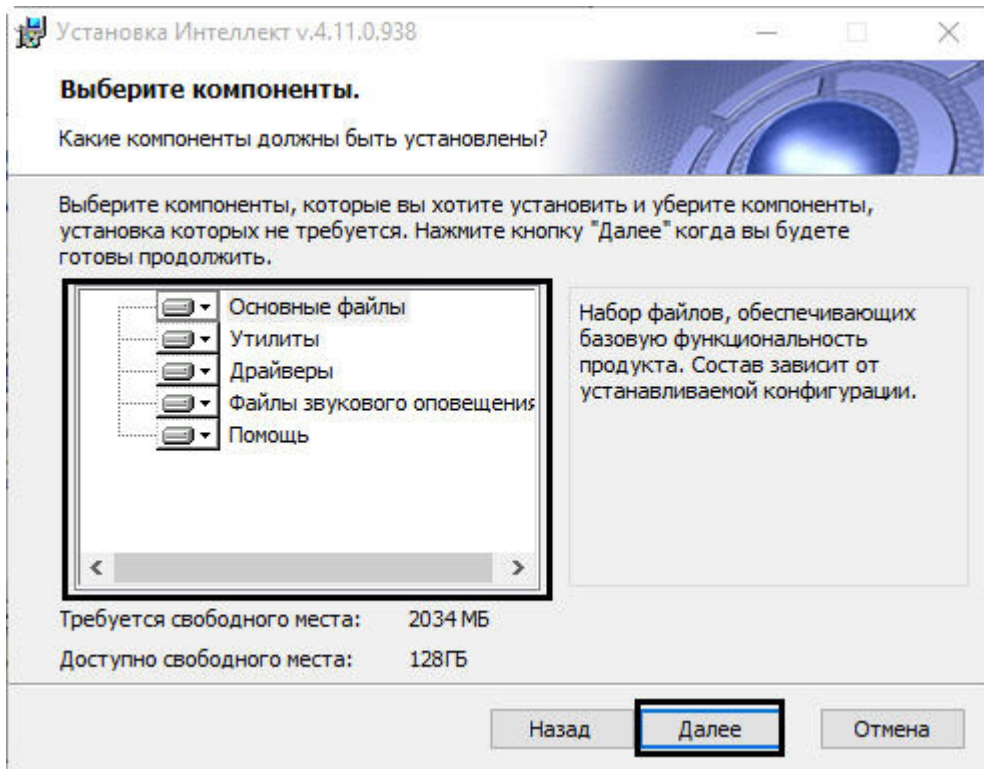 Установка Интеллект v.4.11.0.938
Выберите компоненты.
Какие компоненты должны быть установлены?
Выберите компоненты, которые вы хотите установить и уберите компоненты,
установка которых не требуется. Нажмите кнопку "Далее" когда вы будете
готовы продолжить.
Основные файлы
Утилиты
Драйверы
Файлы звукового оповещения
Помощь
Набор файлов, обеспечивающих
базовую функциональность
продукта. Состав зависит от
устанавливаемой конфигурации.
Требуется свободного места: 2034 МБ
Доступно свободного места: 128ГБ
Назад Далее Отмена